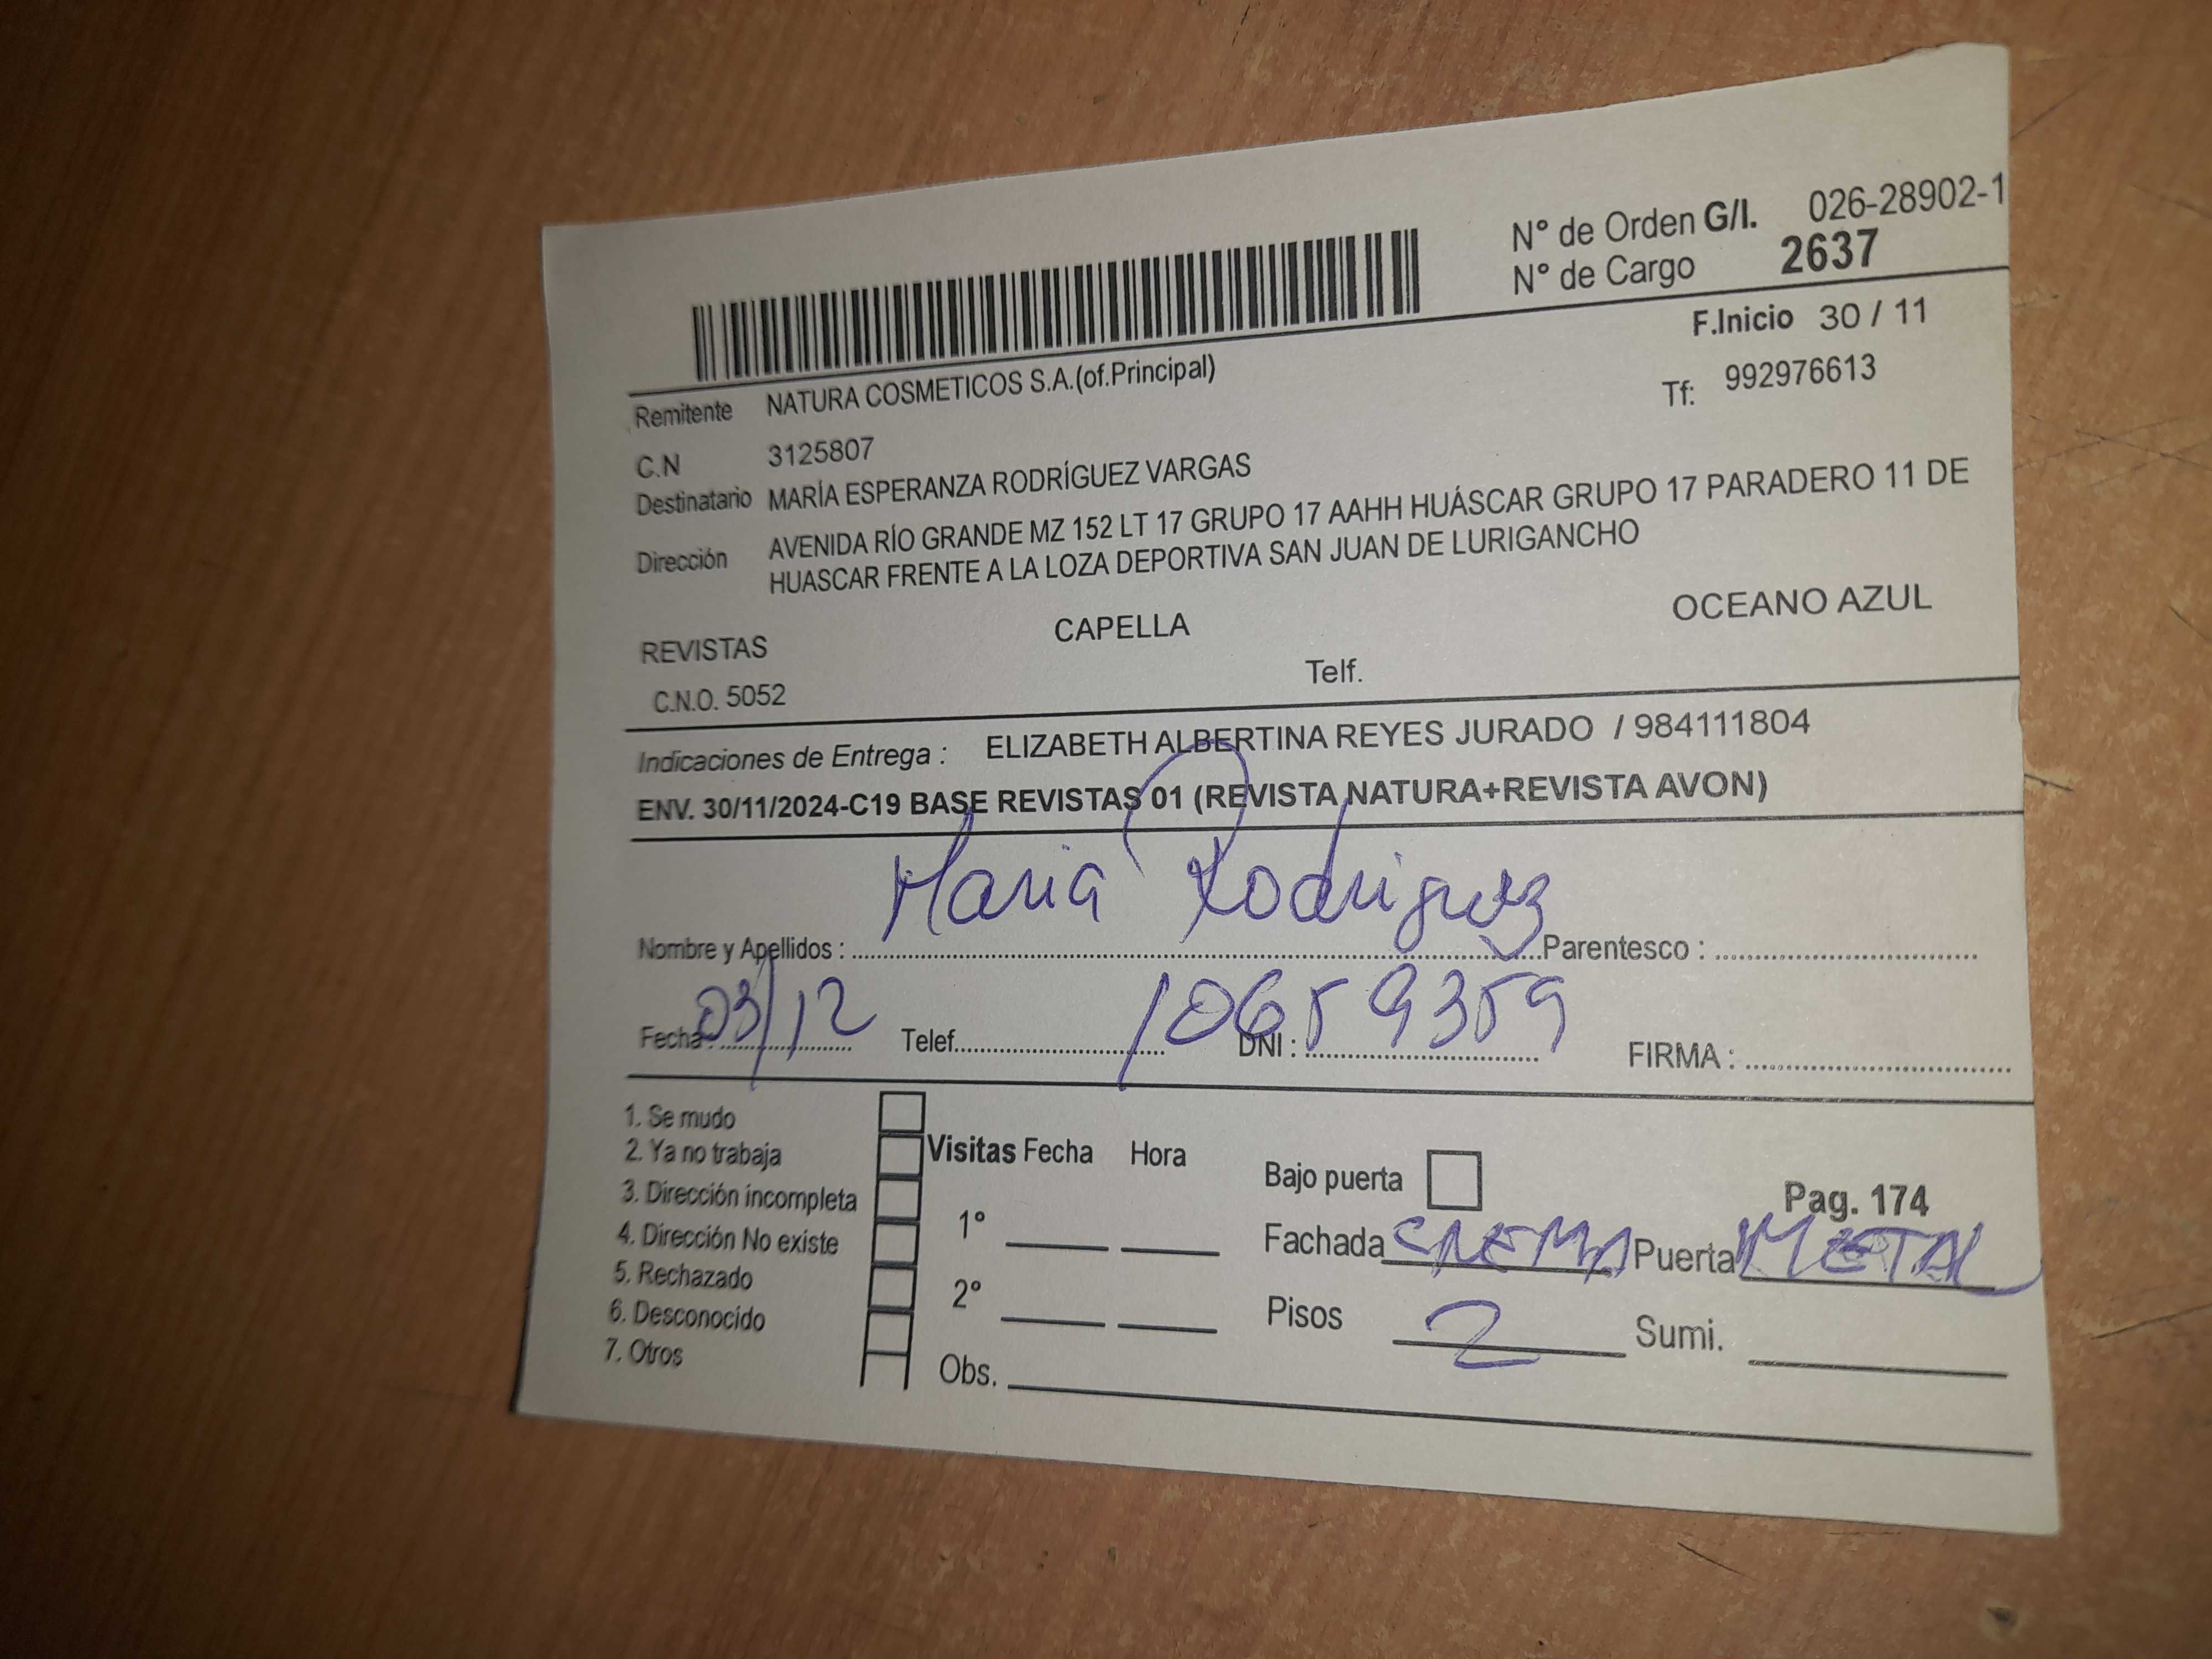 N° de Orden G/I. 026-28902-1
N° de Cargo 2637
F.Inicio 30 / 11
Remitente NATURA COSMETICOS S.A.(of.Principal) Tf: 992976613
C.N 3125807
Destinatario MARÍA ESPERANZA RODRÍGUEZ VARGAS
Dirección AVENIDA RÍO GRANDE MZ 152 LT 17 GRUPO 17 AAHH HUÁSCAR GRUPO 17 PARADERO 11 DE
HUASCAR FRENTE A LA LOZA DEPORTIVA SAN JUAN DE LURIGANCHO
REVISTAS CAPELLA OCEANO AZUL
C.N.O. 5052 Telf.
Indicaciones de Entrega : ELIZABETH ALBERTINA REYES JURADO / 984111804
ENV. 30/11/2024-C19 BASE REVISTAS 01 (REVISTA NATURA+REVISTA AVON)
Nombre y Apellidos : Maria Rodriguez Parentesco :
Fecha : 03/12 Telef. DNI : 10659359 FIRMA :
1. Se mudo
2. Ya no trabaja
3. Dirección incompleta
4. Dirección No existe
5. Rechazado
6. Desconocido
7. Otros
Visitas Fecha Hora
1°
2°
Obs.
Bajo puerta Pag. 174
Fachada CREMA Puerta METAL
Pisos 2 Sumi.